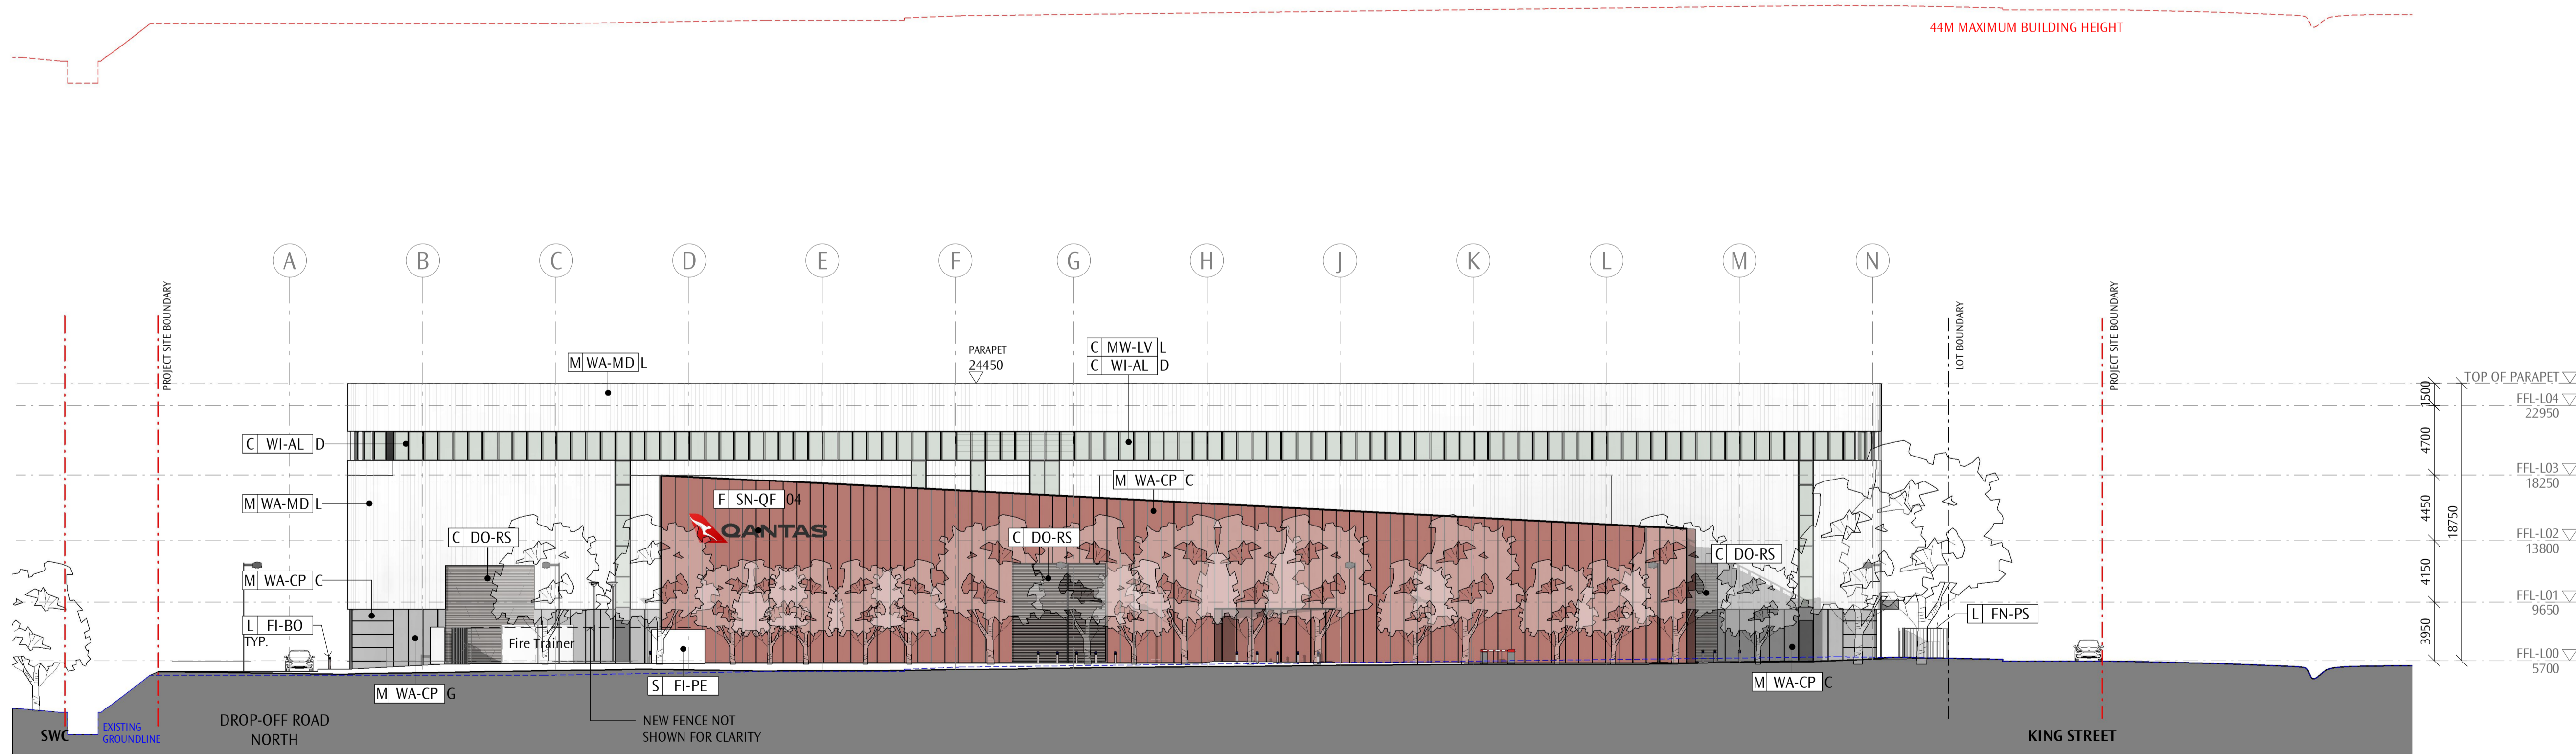 44M MAXIMUM BUILDING HEIGHT
A
B
C
D
E
F
G
H
J
K
L
M
N
PROJECT SITE BOUNDARY
LOT BOUNDARY
PROJECT SITE BOUNDARY
M WA-MD L
PARAPET
24450
C MW-LV L
C WI-AL D
TOP OF PARAPET
1500
FFL-L04
22950
C WI-AL D
4700
FFL-L03
18250
M WA-CP C
M WA-MD L
F SN-QF 04
QANTAS
4450
18750
C DO-RS
C DO-RS
C DO-RS
FFL-L02
13800
M WA-CP C
4150
FFL-L01
9650
L FI-BO
TYP.
L FN-PS
Fire Trainer
3950
FFL-L00
5700
M WA-CP G
S FI-PE
M WA-CP C
SWC
EXISTING
GROUNDLINE
DROP-OFF ROAD
NORTH
NEW FENCE NOT
SHOWN FOR CLARITY
KING STREET